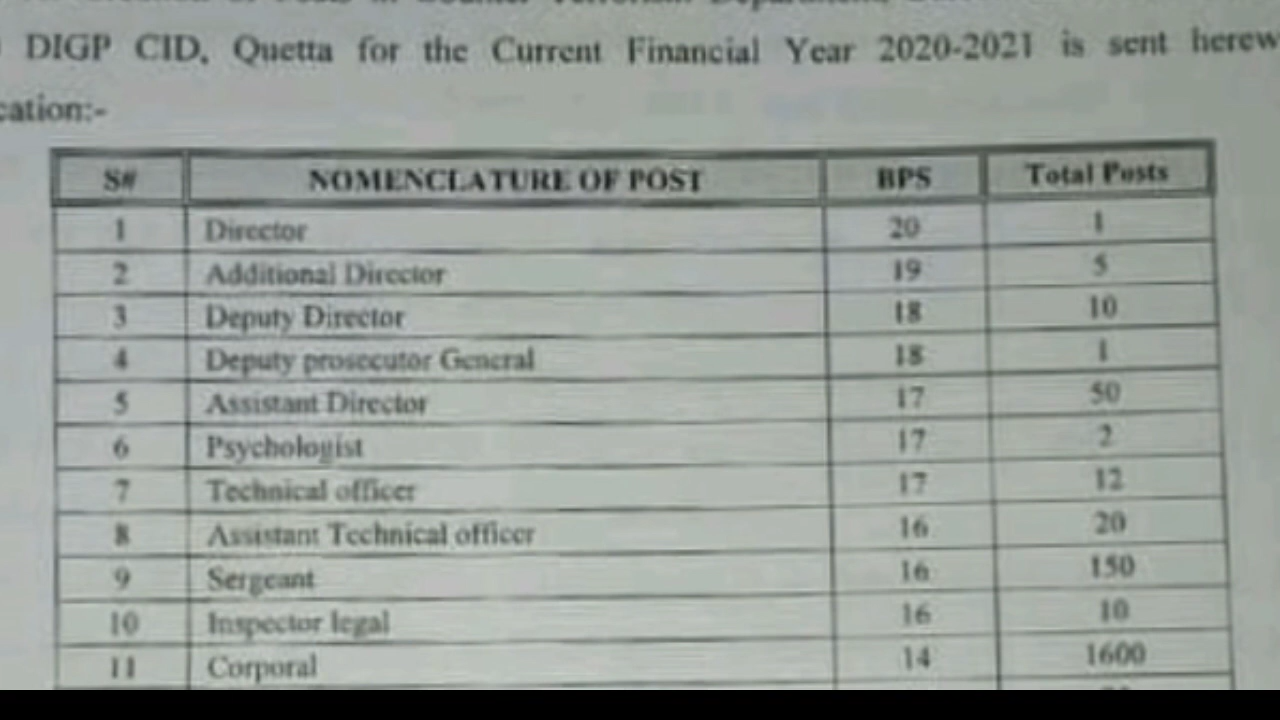 DIGP CID, Quetta for the Current Financial Year 2020-2021 is sent herew
cation:-
S# NOMENCLATURE OF POST BPS Total Posts
1 Director 20 1
2 Additional Director 19 5
3 Deputy Director 18 10
4 Deputy prosecutor General 18 1
5 Assistant Director 17 50
6 Psychologist 17 2
7 Technical officer 17 12
8 Assistant Technical officer 16 20
9 Sergeant 16 150
10 Inspector legal 16 10
11 Corporal 14 1600